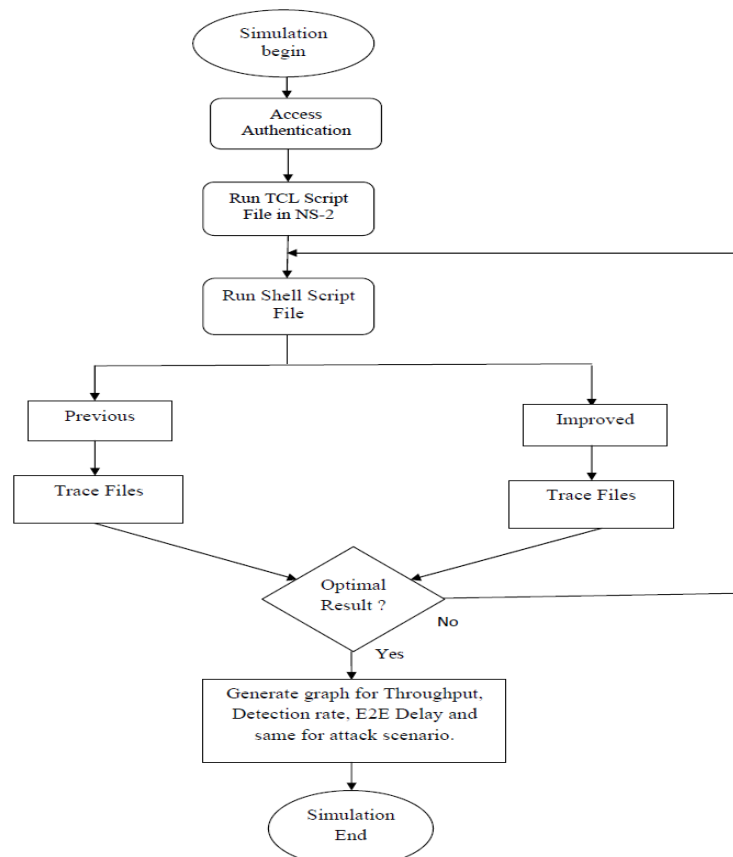 Simulation
begin
Access
Authentication
Run TCL Script
File in NS-2
Run Shell Script
File
Previous
Improved
Trace Files
Trace Files
Optimal
Result ?
No
Yes
Generate graph for Throughput,
Detection rate, E2E Delay and
same for attack scenario.
Simulation
End